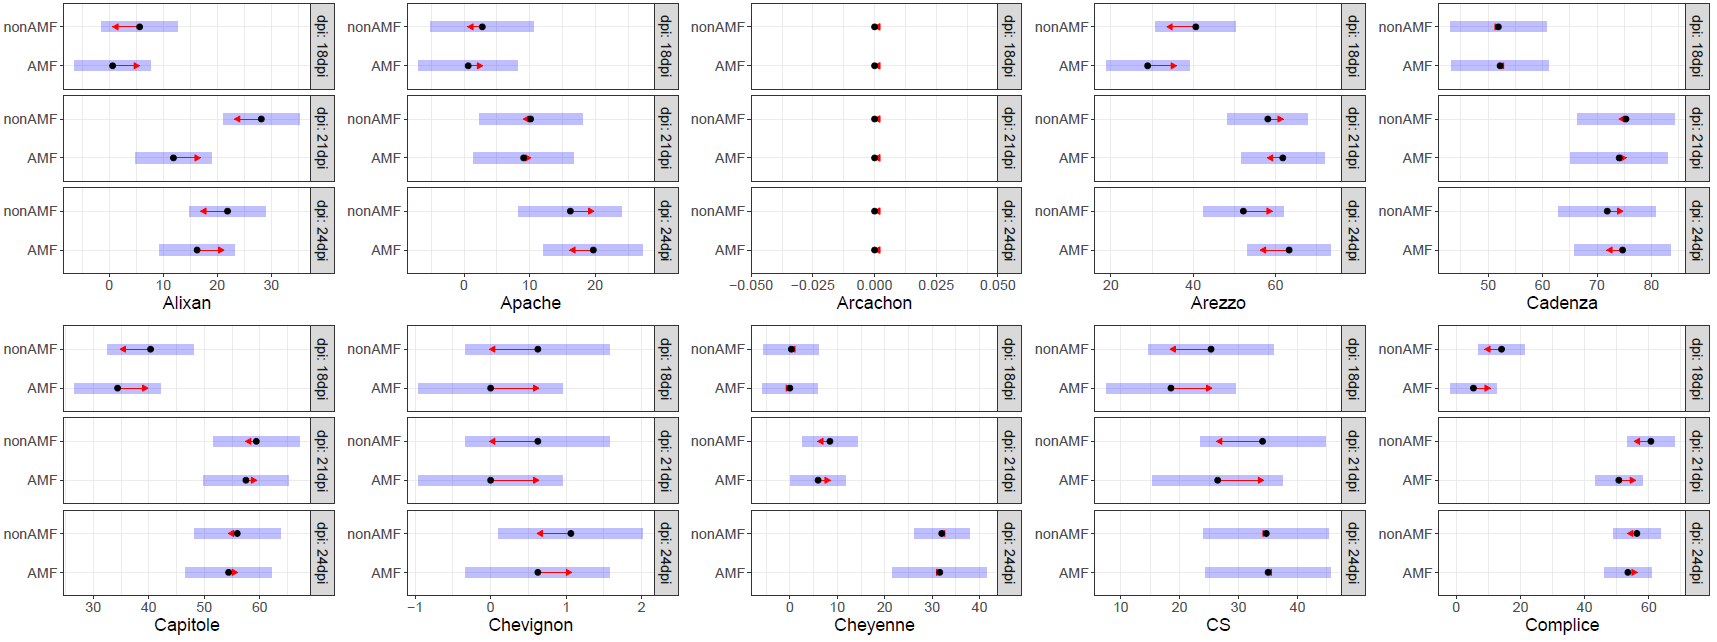 nonAMF
AMF
dpi: 18dpi
nonAMF
AMF
dpi: 21dpi
nonAMF
AMF
dpi: 24dpi
0 10 20 30
Alixan
nonAMF
AMF
dpi: 18dpi
nonAMF
AMF
dpi: 21dpi
nonAMF
AMF
dpi: 24dpi
0 10 20
Apache
nonAMF
AMF
dpi: 18dpi
nonAMF
AMF
dpi: 21dpi
nonAMF
AMF
dpi: 24dpi
−0.050 −0.025 0.000 0.025 0.050
Arcachon
nonAMF
AMF
dpi: 18dpi
nonAMF
AMF
dpi: 21dpi
nonAMF
AMF
dpi: 24dpi
20 40 60
Arezzo
nonAMF
AMF
dpi: 18dpi
nonAMF
AMF
dpi: 21dpi
nonAMF
AMF
dpi: 24dpi
50 60 70 80
Cadenza
nonAMF
AMF
dpi: 18dpi
nonAMF
AMF
dpi: 21dpi
nonAMF
AMF
dpi: 24dpi
30 40 50 60
Capitole
nonAMF
AMF
dpi: 18dpi
nonAMF
AMF
dpi: 21dpi
nonAMF
AMF
dpi: 24dpi
−1 0 1 2
Chevignon
nonAMF
AMF
dpi: 18dpi
nonAMF
AMF
dpi: 21dpi
nonAMF
AMF
dpi: 24dpi
0 10 20 30 40
Cheyenne
nonAMF
AMF
dpi: 18dpi
nonAMF
AMF
dpi: 21dpi
nonAMF
AMF
dpi: 24dpi
10 20 30 40
CS
nonAMF
AMF
dpi: 18dpi
nonAMF
AMF
dpi: 21dpi
nonAMF
AMF
dpi: 24dpi
0 20 40 60
Complice